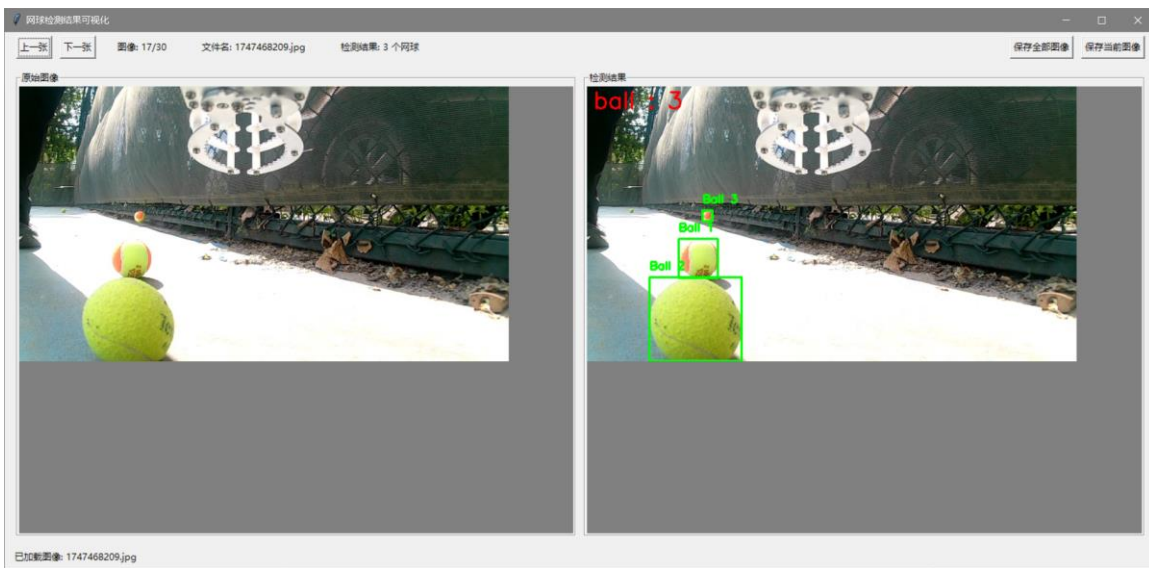 网球检测结果可视化
上一张 下一张 图像: 17/30 文件名: 1747468209.jpg 检测结果: 3 个网球 保存全部图像 保存当前图像
原始图像
检测结果
ball : 3
Ball 3
Ball 1
Ball 2
已加载图像: 1747468209.jpg